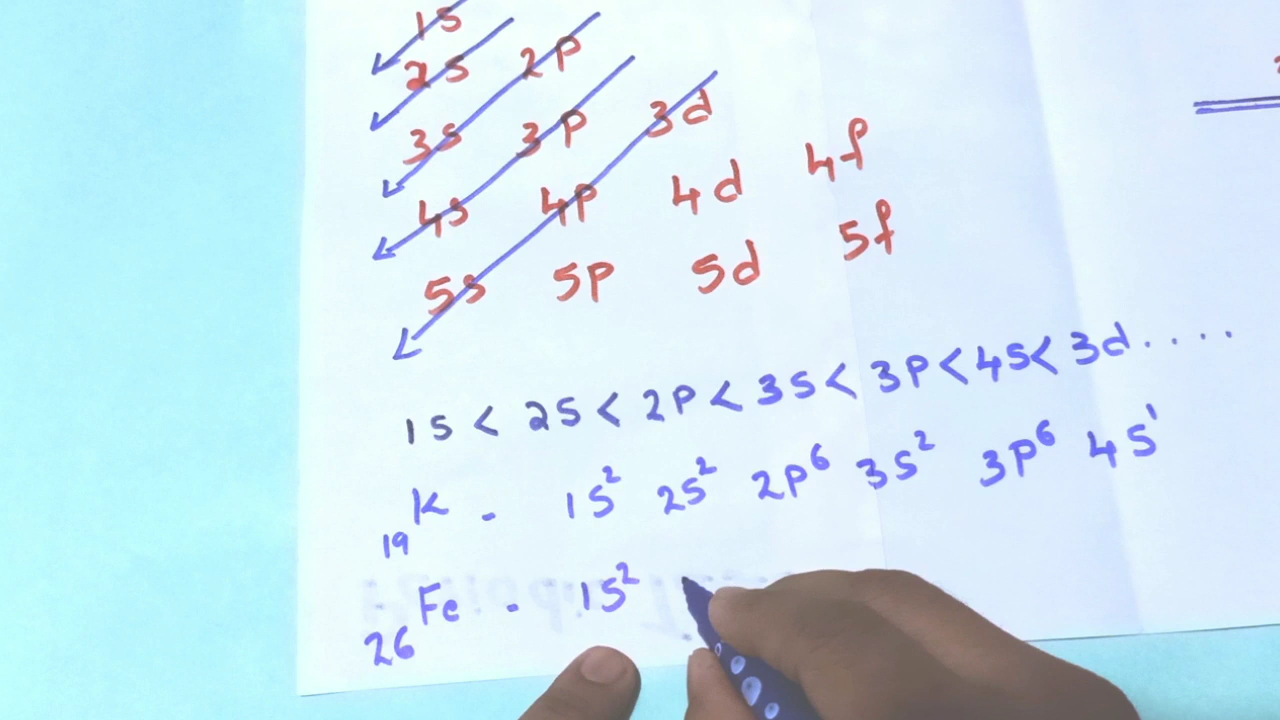 1s
2s 2p
3s 3p 3d
4s 4p 4d 4f
5s 5p 5d 5f
1s < 2s < 2p < 3s < 3p < 4s < 3d ....
₁₉K - 1s² 2s² 2p⁶ 3s² 3p⁶ 4s¹
₂₆Fe - 1s²